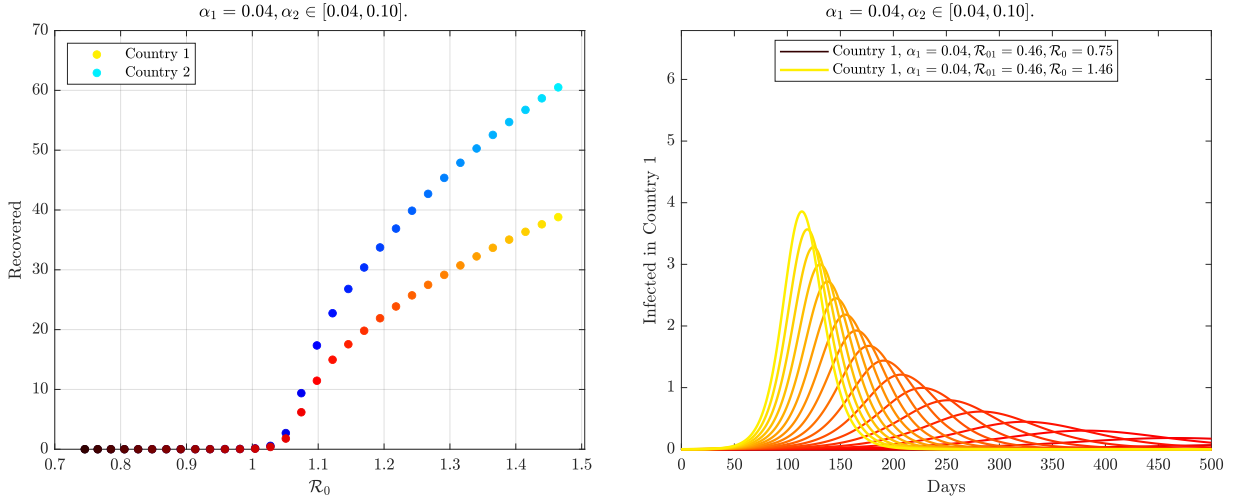 α₁ = 0.04, α₂ ∈ [0.04, 0.10].
70
60
50
40
30
20
10
0
Recovered
Country 1
Country 2
0.7 0.8 0.9 1 1.1 1.2 1.3 1.4 1.5
ℛ₀
α₁ = 0.04, α₂ ∈ [0.04, 0.10].
6
5
4
3
2
1
0
Infected in Country 1
Country 1, α₁ = 0.04, ℛ₀₁ = 0.46, ℛ₀ = 0.75
Country 1, α₁ = 0.04, ℛ₀₁ = 0.46, ℛ₀ = 1.46
0 50 100 150 200 250 300 350 400 450 500
Days